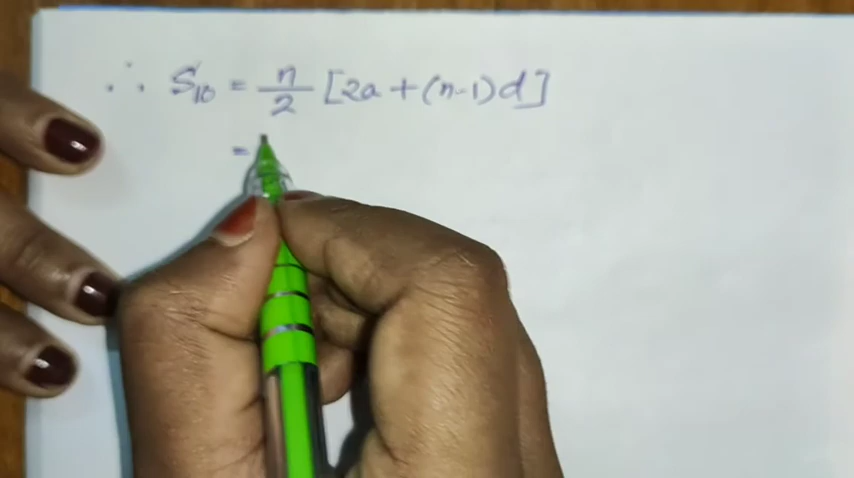 ∴ S₁₀ = n/2 [2a + (n-1)d]
=